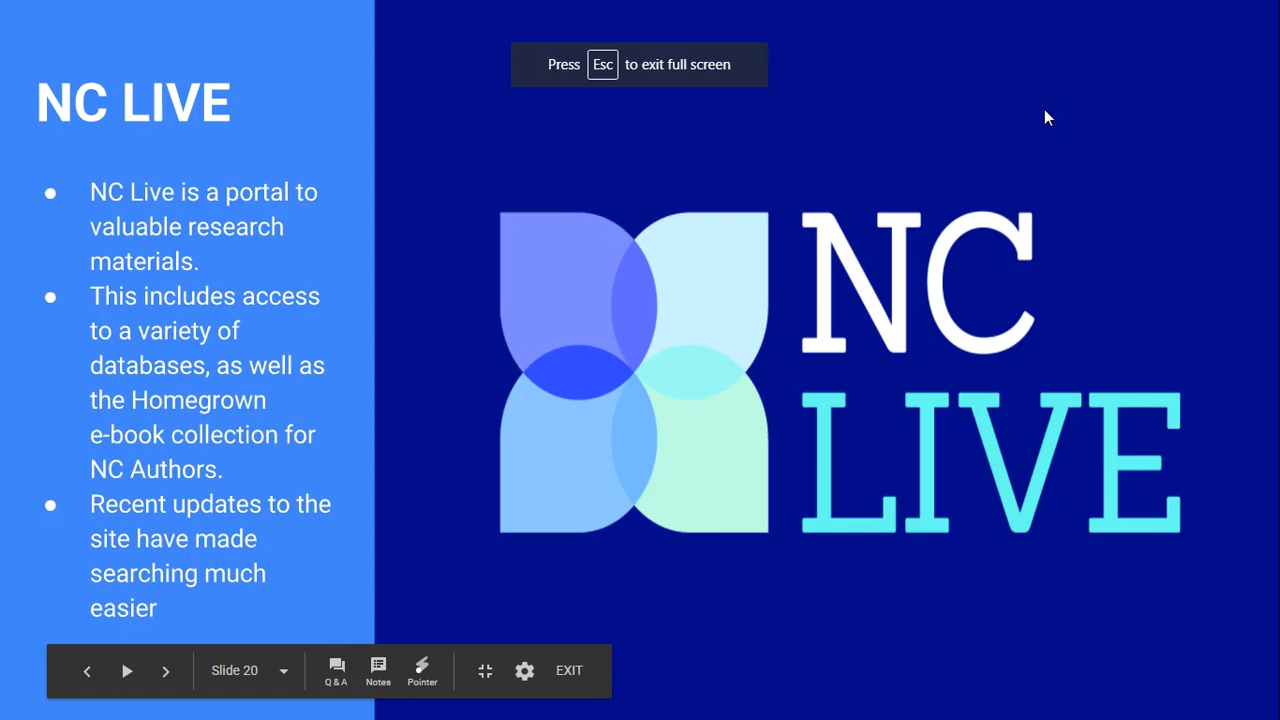 Press Esc to exit full screen
NC LIVE
● NC Live is a portal to
valuable research
materials.
● This includes access
to a variety of
databases, as well as
the Homegrown
e-book collection for
NC Authors.
● Recent updates to the
site have made
searching much
easier
NC
LIVE
Slide 20
Q & A
Notes
Pointer
EXIT